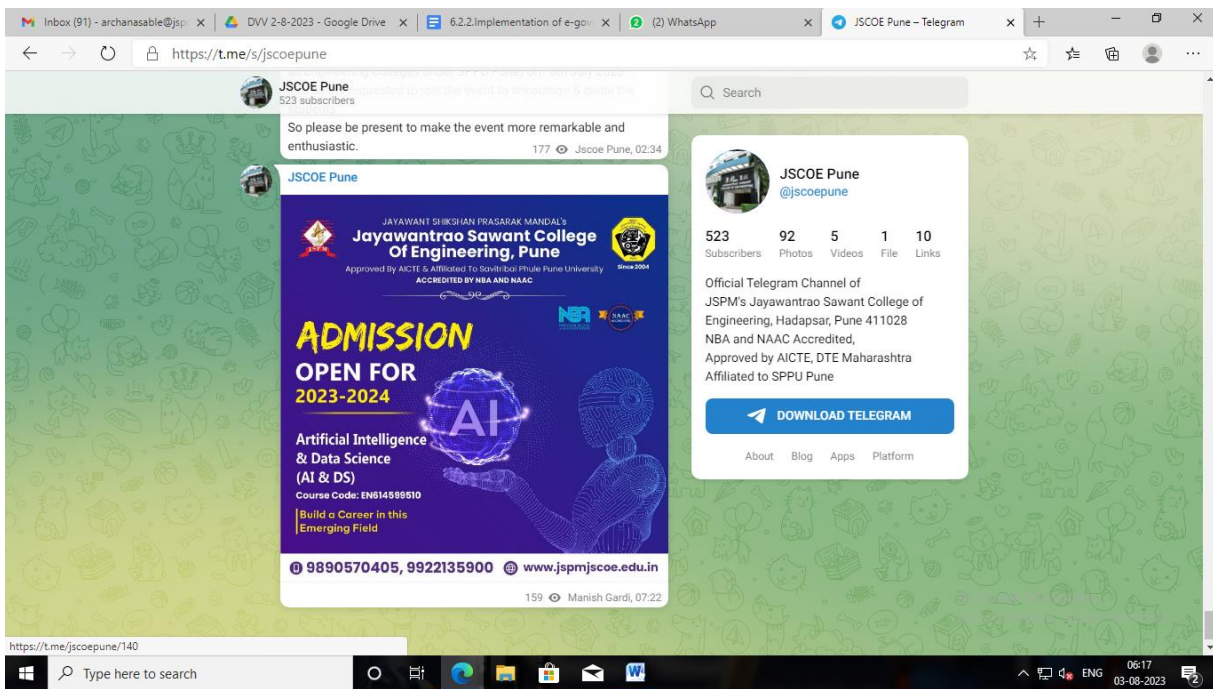 Inbox (91) - archanasable@jsp
DVV 2-8-2023 - Google Drive
6.2.2.Implementation of e-gov
(2) WhatsApp
JSCOE Pune – Telegram
https://t.me/s/jscoepune
JSCOE Pune
523 subscribers
Search
So please be present to make the event more remarkable and
enthusiastic.
177 Jscoe Pune, 02:34
JSCOE Pune
JAYAWANT SHIKSHAN PRASARAK MANDAL's
Jayawantrao Sawant College
Of Engineering, Pune
Approved By AICTE & Affiliated To Savitribai Phule Pune University
ACCREDITED BY NBA AND NAAC
Since 2004
NBA
NAAC
ADMISSION
OPEN FOR
2023-2024
AI
Artificial Intelligence
& Data Science
(AI & DS)
Course Code: EN614599510
Build a Career in this
Emerging Field
9890570405, 9922135900 www.jspmjscoe.edu.in
159 Manish Gardi, 07:22
JSCOE Pune
@jscoepune
523 92 5 1 10
Subscribers Photos Videos File Links
Official Telegram Channel of
JSPM's Jayawantrao Sawant College of
Engineering, Hadapsar, Pune 411028
NBA and NAAC Accredited,
Approved by AICTE, DTE Maharashtra
Affiliated to SPPU Pune
DOWNLOAD TELEGRAM
About Blog Apps Platform
https://t.me/jscoepune/140
Type here to search
ENG
06:17
03-08-2023
2